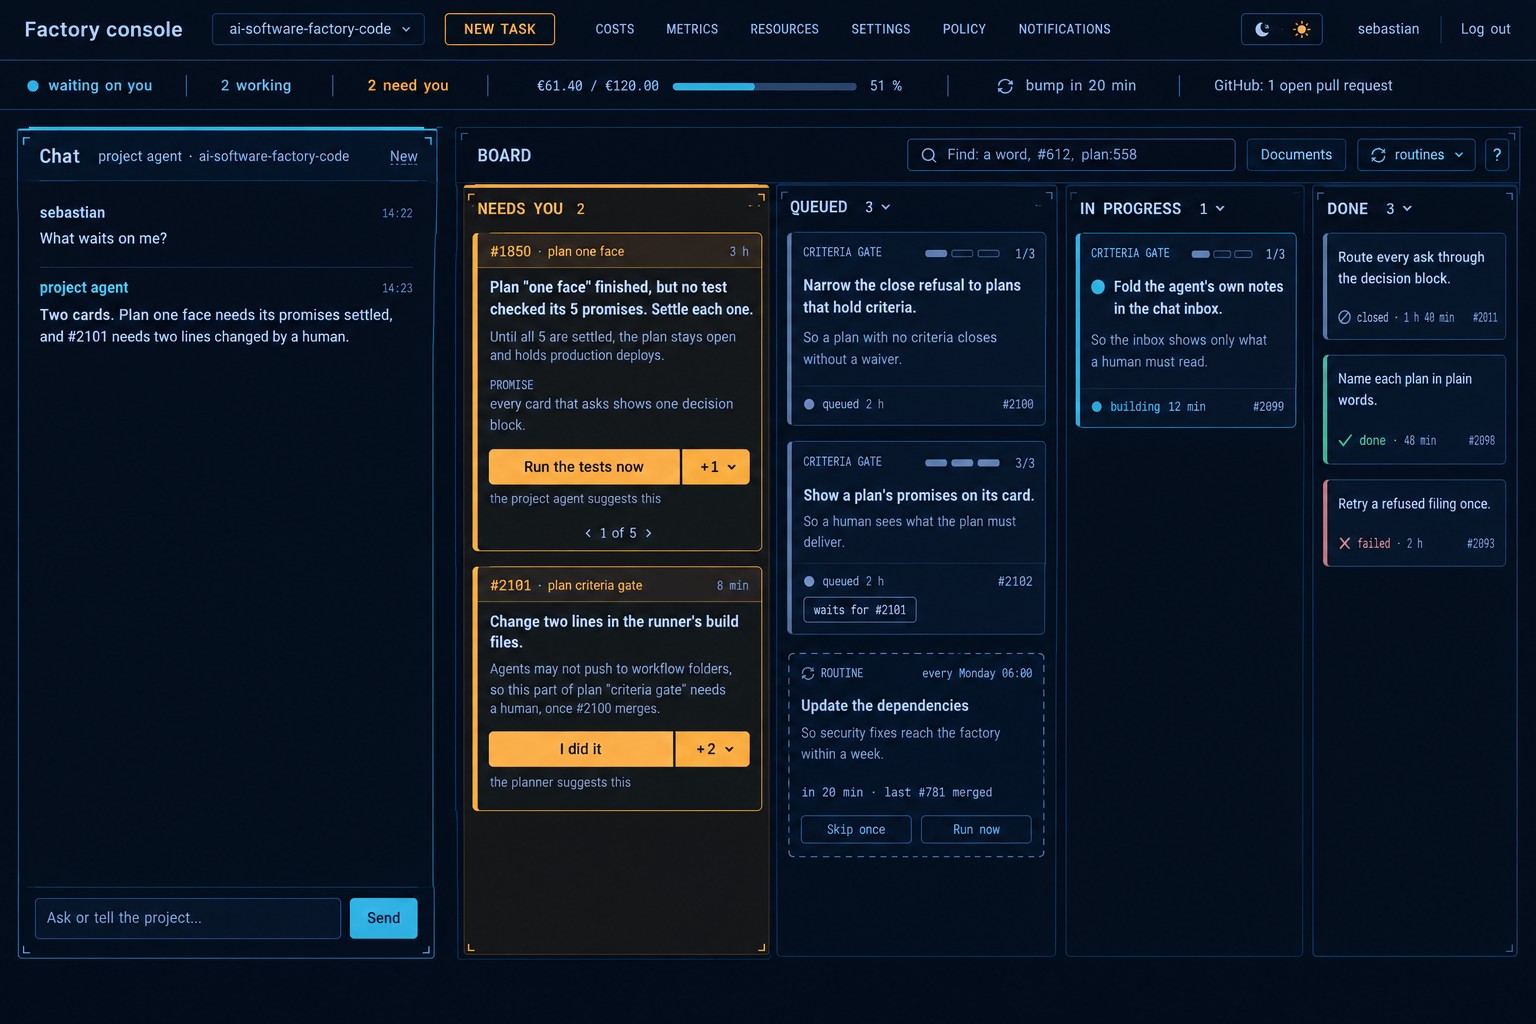 Factory console
ai-software-factory-code
NEW TASK
COSTS
METRICS
RESOURCES
SETTINGS
POLICY
NOTIFICATIONS
sebastian
Log out
waiting on you
2 working
2 need you
€61.40 / €120.00
51 %
bump in 20 min
GitHub: 1 open pull request
Chat
project agent · ai-software-factory-code
New
sebastian
14:22
What waits on me?
project agent
14:23
Two cards. Plan one face needs its promises settled,
and #2101 needs two lines changed by a human.
Ask or tell the project...
Send
BOARD
Find: a word, #612, plan:558
Documents
routines
?
NEEDS YOU 2
#1850 · plan one face
3 h
Plan "one face" finished, but no test
checked its 5 promises. Settle each one.
Until all 5 are settled, the plan stays open
and holds production deploys.
PROMISE
every card that asks shows one decision
block.
Run the tests now
+1
the project agent suggests this
‹ 1 of 5 ›
#2101 · plan criteria gate
8 min
Change two lines in the runner's build
files.
Agents may not push to workflow folders,
so this part of plan "criteria gate" needs
a human, once #2100 merges.
I did it
+2
the planner suggests this
QUEUED 3
CRITERIA GATE
1/3
Narrow the close refusal to plans
that hold criteria.
So a plan with no criteria closes
without a waiver.
queued 2 h
#2100
CRITERIA GATE
3/3
Show a plan's promises on its card.
So a human sees what the plan must
deliver.
queued 2 h
#2102
waits for #2101
ROUTINE
every Monday 06:00
Update the dependencies
So security fixes reach the factory
within a week.
in 20 min · last #781 merged
Skip once
Run now
IN PROGRESS 1
CRITERIA GATE
1/3
Fold the agent's own notes
in the chat inbox.
So the inbox shows only what
a human must read.
building 12 min
#2099
DONE 3
Route every ask through
the decision block.
closed · 1 h 40 min
#2011
Name each plan in plain
words.
done · 48 min
#2098
Retry a refused filing once.
failed · 2 h
#2093